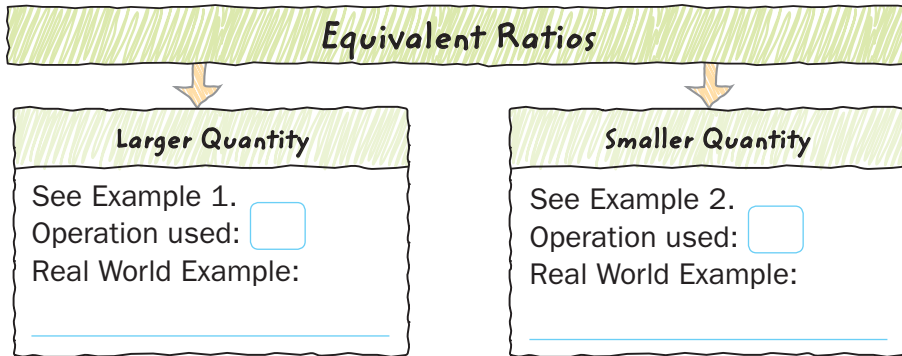 Equivalent Ratios
Larger Quantity
See Example 1.
Operation used:
Real World Example:
Smaller Quantity
See Example 2.
Operation used:
Real World Example: